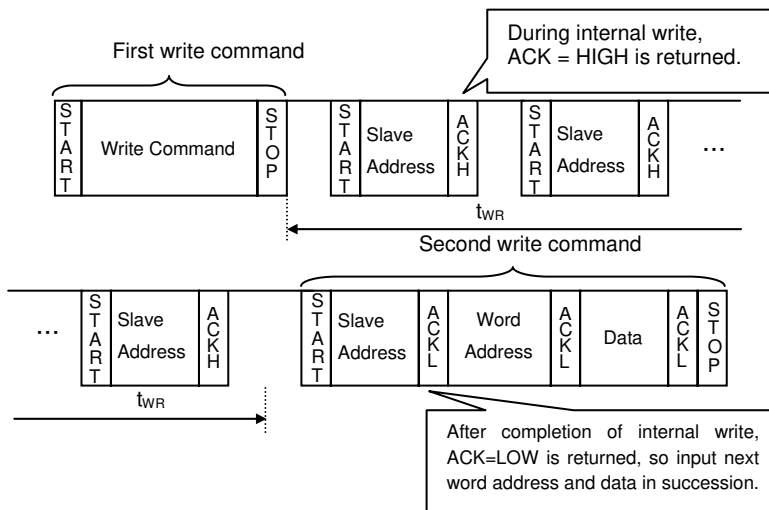 During internal write,
ACK = HIGH is returned.
First write command
START
Write Command
STOP
START
Slave
Address
ACKH
START
Slave
Address
ACKH
...
tWR
Second write command
...
START
Slave
Address
ACKH
START
Slave
Address
ACKL
Word
Address
ACKL
Data
ACKL
STOP
tWR
After completion of internal write,
ACK=LOW is returned, so input next
word address and data in succession.